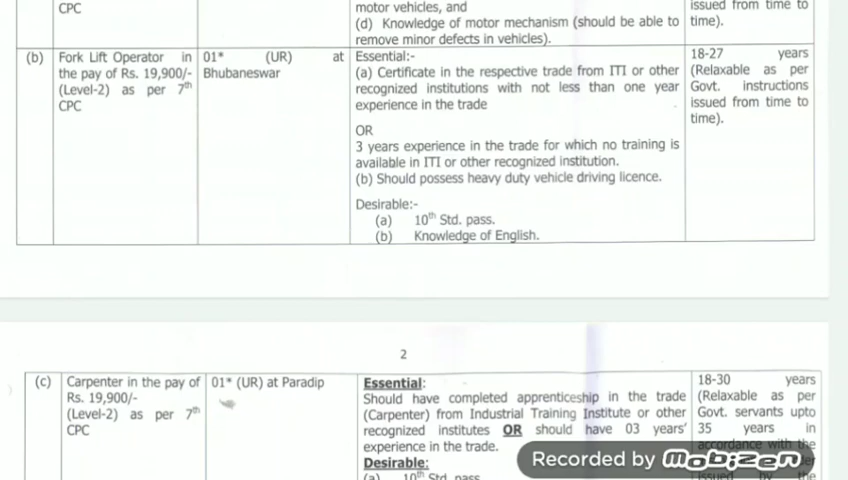 CPC
motor vehicles, and
(d) Knowledge of motor mechanism (should be able to
remove minor defects in vehicles).
issued from time to
time).
(b)
Fork Lift Operator in
the pay of Rs. 19,900/-
(Level-2) as per 7th
CPC
01* (UR) at
Bhubaneswar
Essential:-
(a) Certificate in the respective trade from ITI or other
recognized institutions with not less than one year
experience in the trade
OR
3 years experience in the trade for which no training is
available in ITI or other recognized institution.
(b) Should possess heavy duty vehicle driving licence.
Desirable:-
(a) 10th Std. pass.
(b) Knowledge of English.
18-27 years
(Relaxable as per
Govt. instructions
issued from time to
time).
2
(c)
Carpenter in the pay of
Rs. 19,900/-
(Level-2) as per 7th
CPC
01* (UR) at Paradip
Essential:
Should have completed apprenticeship in the trade
(Carpenter) from Industrial Training Institute or other
recognized institutes OR should have 03 years'
experience in the trade.
Desirable:
(a) 10th Std. pass
18-30 years
(Relaxable as per
Govt. servants upto
35 years in
accordance with the
issued by the
Recorded by mobizen